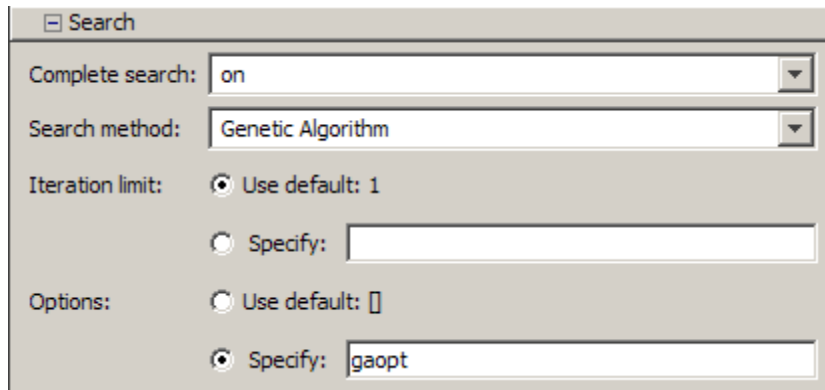 Search
Complete search: on
Search method: Genetic Algorithm
Iteration limit: Use default: 1
Specify:
Options: Use default: []
Specify: gaopt